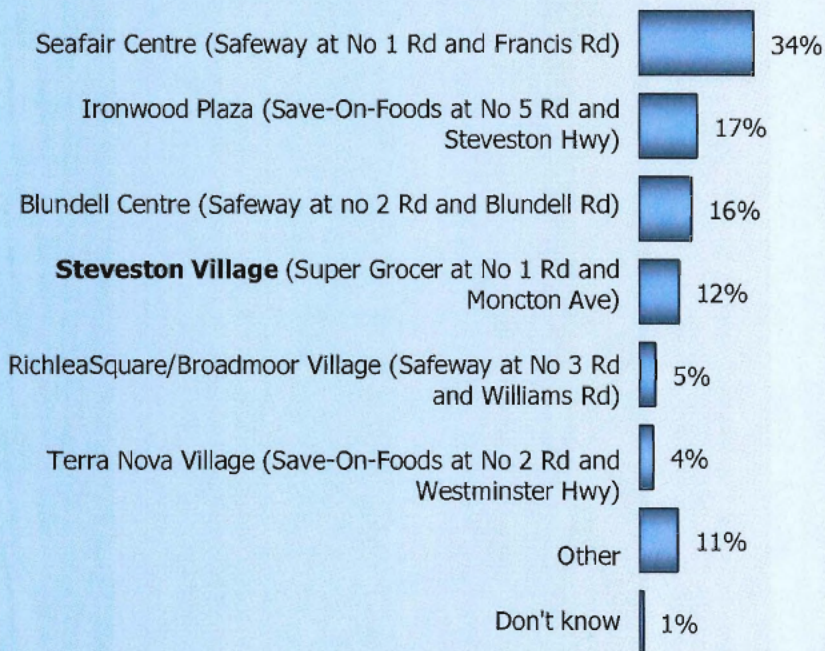 Seafair Centre (Safeway at No 1 Rd and Francis Rd) 34%
Ironwood Plaza (Save-On-Foods at No 5 Rd and
Steveston Hwy) 17%
Blundell Centre (Safeway at no 2 Rd and Blundell Rd) 16%
Steveston Village (Super Grocer at No 1 Rd and
Moncton Ave) 12%
RichleaSquare/Broadmoor Village (Safeway at No 3 Rd
and Williams Rd) 5%
Terra Nova Village (Save-On-Foods at No 2 Rd and
Westminster Hwy) 4%
Other 11%
Don't know 1%